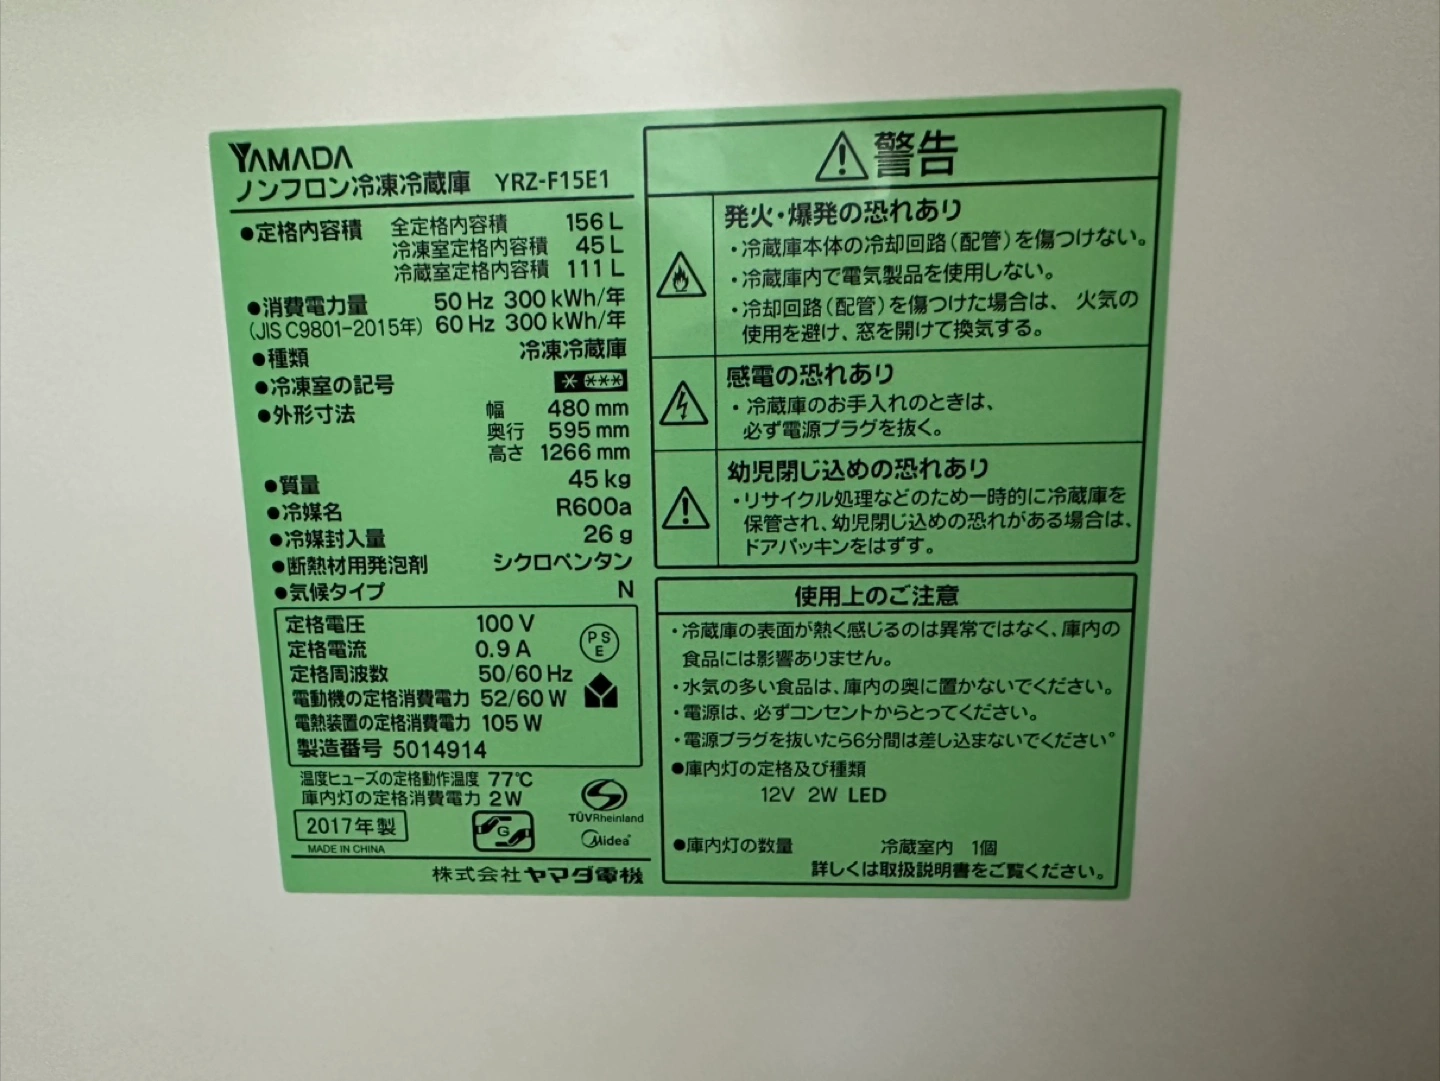 YAMADA
ノンフロン冷凍冷蔵庫 YRZ-F15E1
●定格内容積 全定格内容積 156 L
冷凍室定格内容積 45 L
冷蔵室定格内容積 111 L
●消費電力量 50 Hz 300 kWh/年
(JIS C9801-2015年) 60 Hz 300 kWh/年
●種類 冷凍冷蔵庫
●冷凍室の記号
●外形寸法 幅 480 mm
奥行 595 mm
高さ 1266 mm
●質量 45 kg
●冷媒名 R600a
●冷媒封入量 26 g
●断熱材用発泡剤 シクロペンタン
●気候タイプ N
定格電圧 100 V
定格電流 0.9 A
PS
E
定格周波数 50/60 Hz
電動機の定格消費電力 52/60 W
電熱装置の定格消費電力 105 W
製造番号 5014914
温度ヒューズの定格動作温度 77℃
庫内灯の定格消費電力 2 W
TÜVRheinland
2017年製
G
Midea
MADE IN CHINA
株式会社ヤマダ電機
警告
発火・爆発の恐れあり
・冷蔵庫本体の冷却回路(配管)を傷つけない。
・冷蔵庫内で電気製品を使用しない。
・冷却回路(配管)を傷つけた場合は、火気の
使用を避け、窓を開けて換気する。
感電の恐れあり
・冷蔵庫のお手入れのときは、
必ず電源プラグを抜く。
幼児閉じ込めの恐れあり
・リサイクル処理などのため一時的に冷蔵庫を
保管され、幼児閉じ込めの恐れがある場合は、
ドアパッキンをはずす。
使用上のご注意
・冷蔵庫の表面が熱く感じるのは異常ではなく、庫内の
食品には影響ありません。
・水気の多い食品は、庫内の奥に置かないでください。
・電源は、必ずコンセントからとってください。
・電源プラグを抜いたら6分間は差し込まないでください。
●庫内灯の定格及び種類
12V 2W LED
●庫内灯の数量 冷蔵室内 1個
詳しくは取扱説明書をご覧ください。